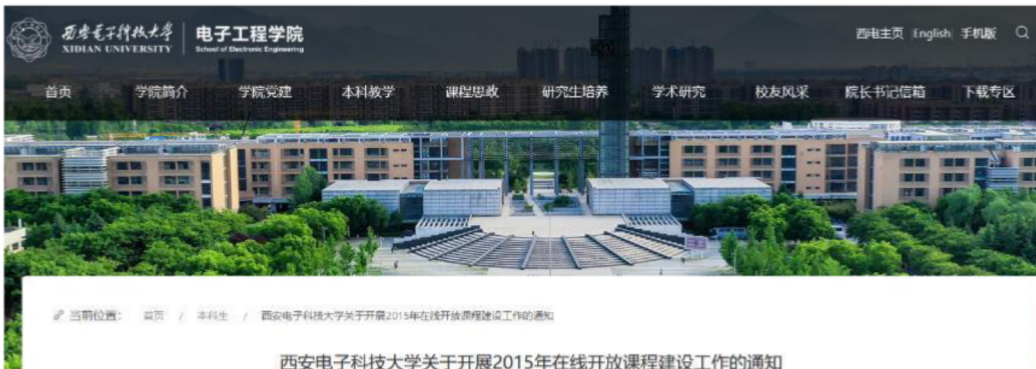 西安电子科技大学 电子工程学院
XIDIAN UNIVERSITY School of Electronic Engineering
西电主页 English 手机版
首页 学院简介 学院党建 本科教学 课程思政 研究生培养 学术研究 校友风采 院长书记信箱 下载专区
当前位置： 首页 / 本科生 / 西安电子科技大学关于开展2015年在线开放课程建设工作的通知
西安电子科技大学关于开展2015年在线开放课程建设工作的通知